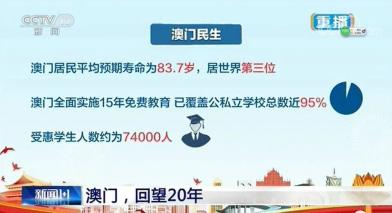 CCTV
新闻
重播
澳门民生
澳门居民平均预期寿命为83.7岁，居世界第三位
澳门全面实施15年免费教育 已覆盖公私立学校总数近95%
受惠学生人数约为74000人
新闻1+1
澳门，回望20年